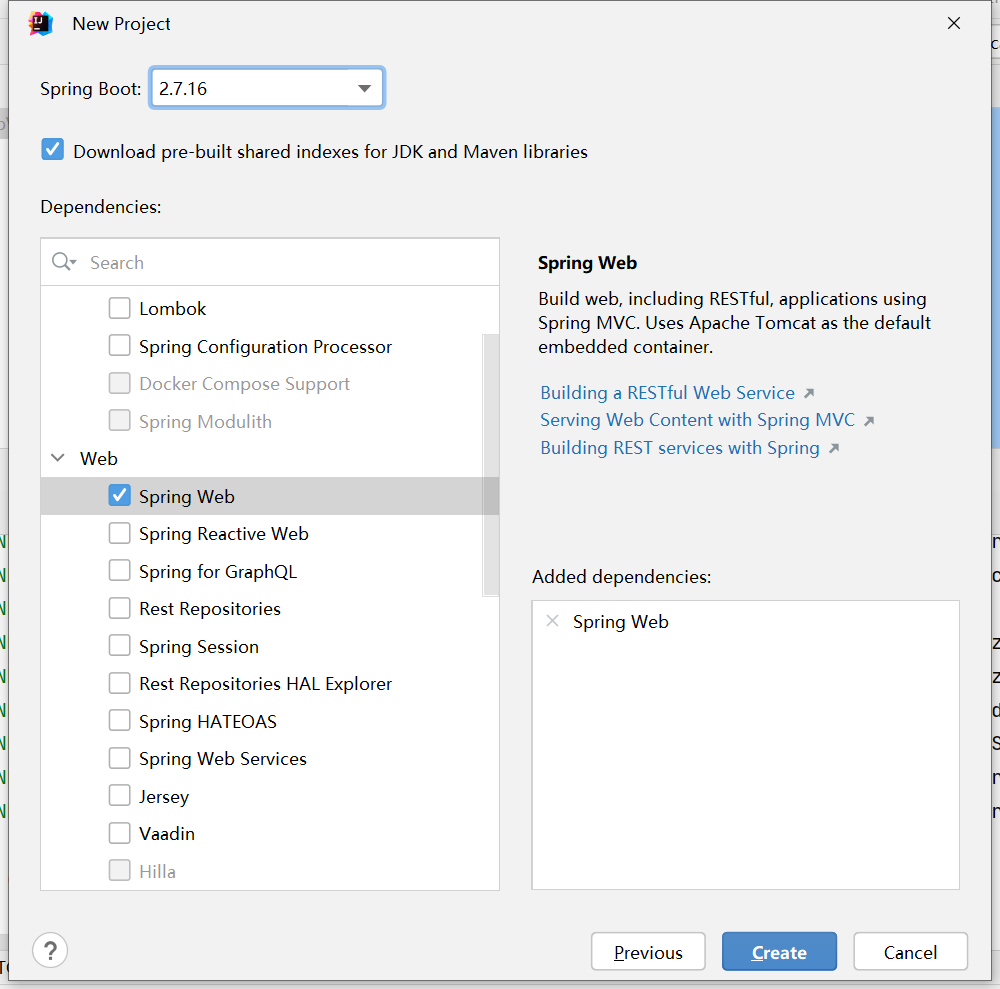 New Project
Spring Boot: 2.7.16
Download pre-built shared indexes for JDK and Maven libraries
Dependencies:
Search
Lombok
Spring Configuration Processor
Docker Compose Support
Spring Modulith
Web
Spring Web
Spring Reactive Web
Spring for GraphQL
Rest Repositories
Spring Session
Rest Repositories HAL Explorer
Spring HATEOAS
Spring Web Services
Jersey
Vaadin
Hilla
Spring Web
Build web, including RESTful, applications using
Spring MVC. Uses Apache Tomcat as the default
embedded container.
Building a RESTful Web Service
Serving Web Content with Spring MVC
Building REST services with Spring
Added dependencies:
Spring Web
?
Previous
Create
Cancel